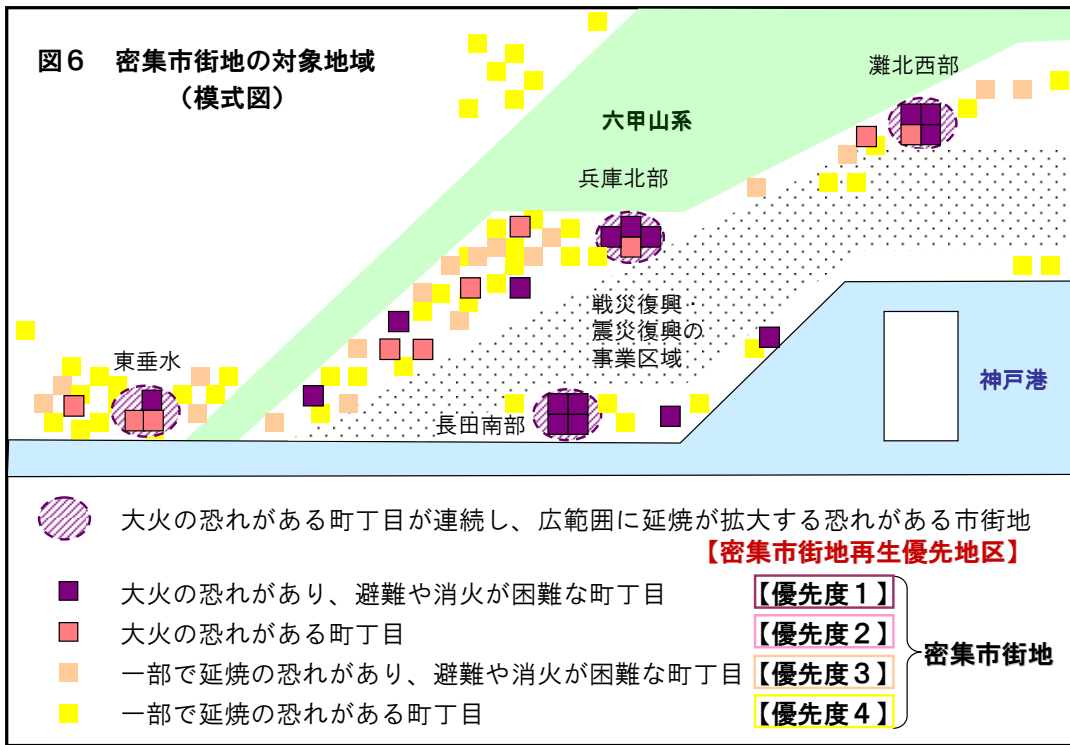 図６　密集市街地の対象地域
（模式図）
灘北西部
六甲山系
兵庫北部
戦災復興・
震災復興の
事業区域
東垂水
神戸港
長田南部
大火の恐れがある町丁目が連続し、広範囲に延焼が拡大する恐れがある市街地
【密集市街地再生優先地区】
大火の恐れがあり、避難や消火が困難な町丁目　【優先度１】
大火の恐れがある町丁目　【優先度２】
一部で延焼の恐れがあり、避難や消火が困難な町丁目　【優先度３】
一部で延焼の恐れがある町丁目　【優先度４】
密集市街地